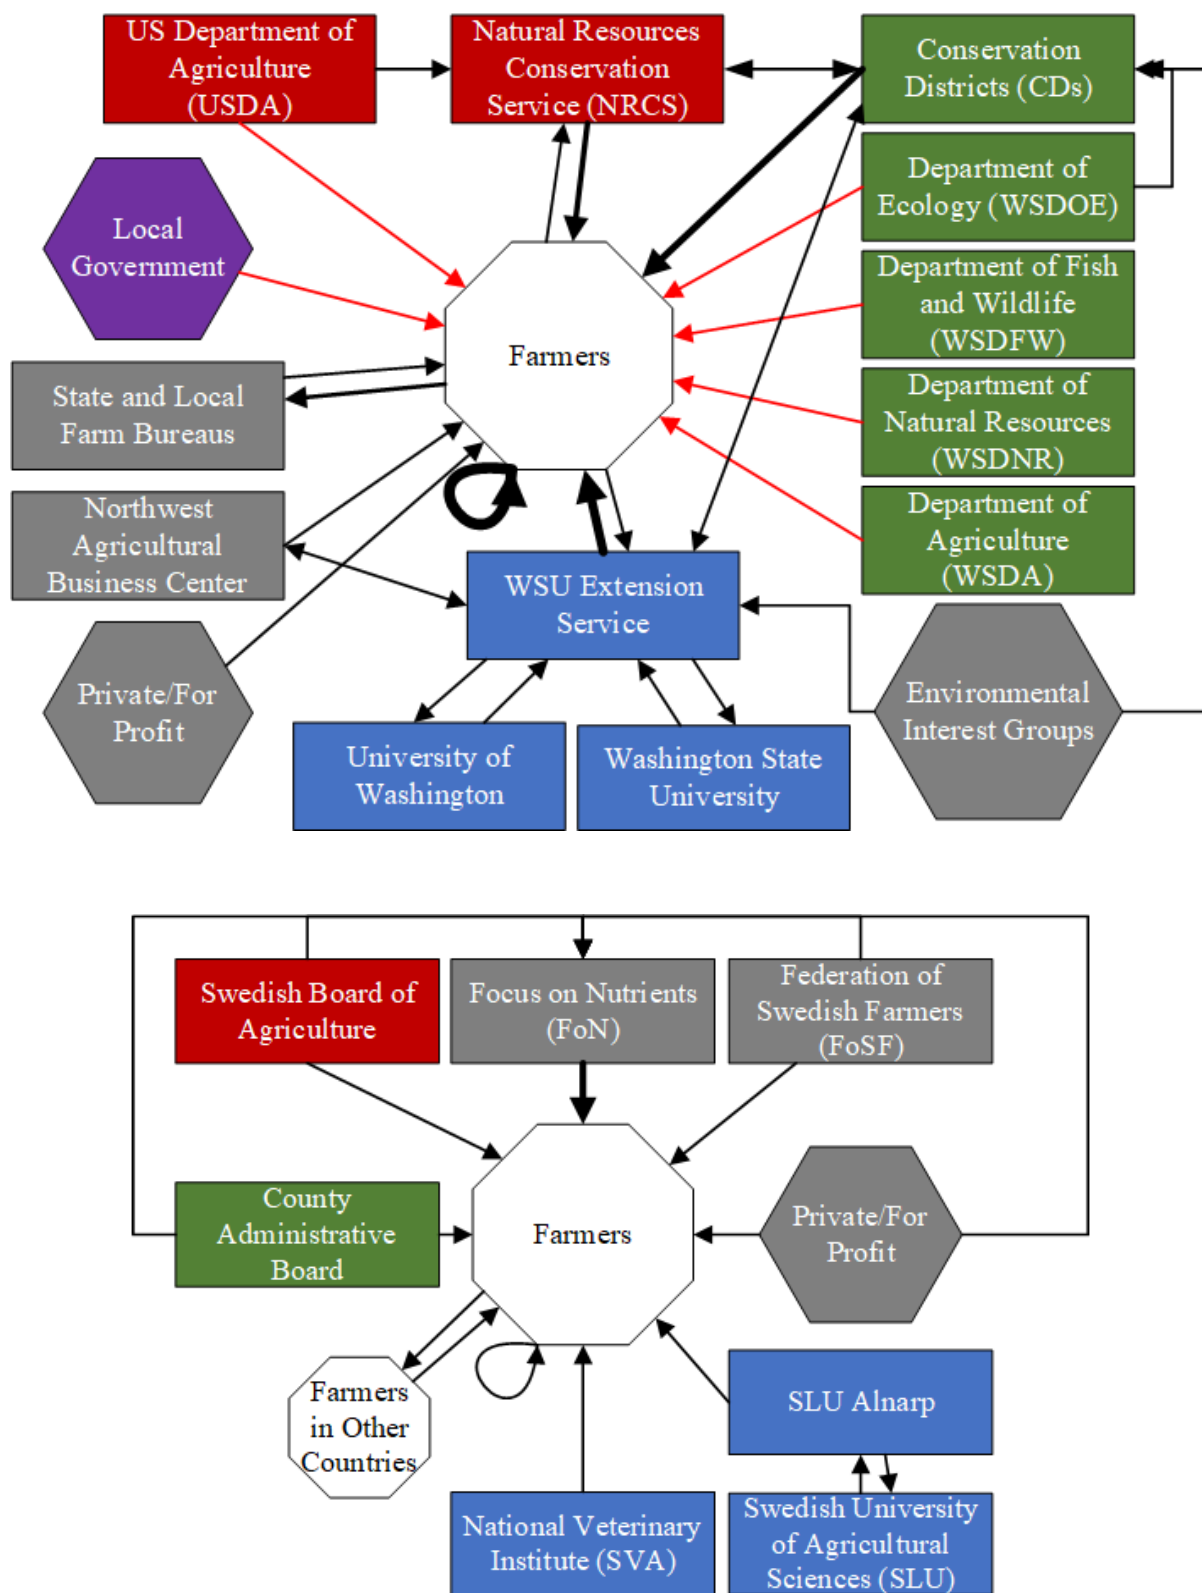 US Department of
Agriculture
(USDA)
Natural Resources
Conservation
Service (NRCS)
Conservation
Districts (CDs)
Department of
Ecology (WSDOE)
Local
Government
Department of Fish
and Wildlife
(WSDFW)
Farmers
State and Local
Farm Bureaus
Department of
Natural Resources
(WSDNR)
Northwest
Agricultural
Business Center
Department of
Agriculture
(WSDA)
WSU Extension
Service
Private/For
Profit
Environmental
Interest Groups
University of
Washington
Washington State
University
Swedish Board of
Agriculture
Focus on Nutrients
(FoN)
Federation of
Swedish Farmers
(FoSF)
County
Administrative
Board
Farmers
Private/For
Profit
Farmers
in Other
Countries
SLU Alnarp
National Veterinary
Institute (SVA)
Swedish University
of Agricultural
Sciences (SLU)